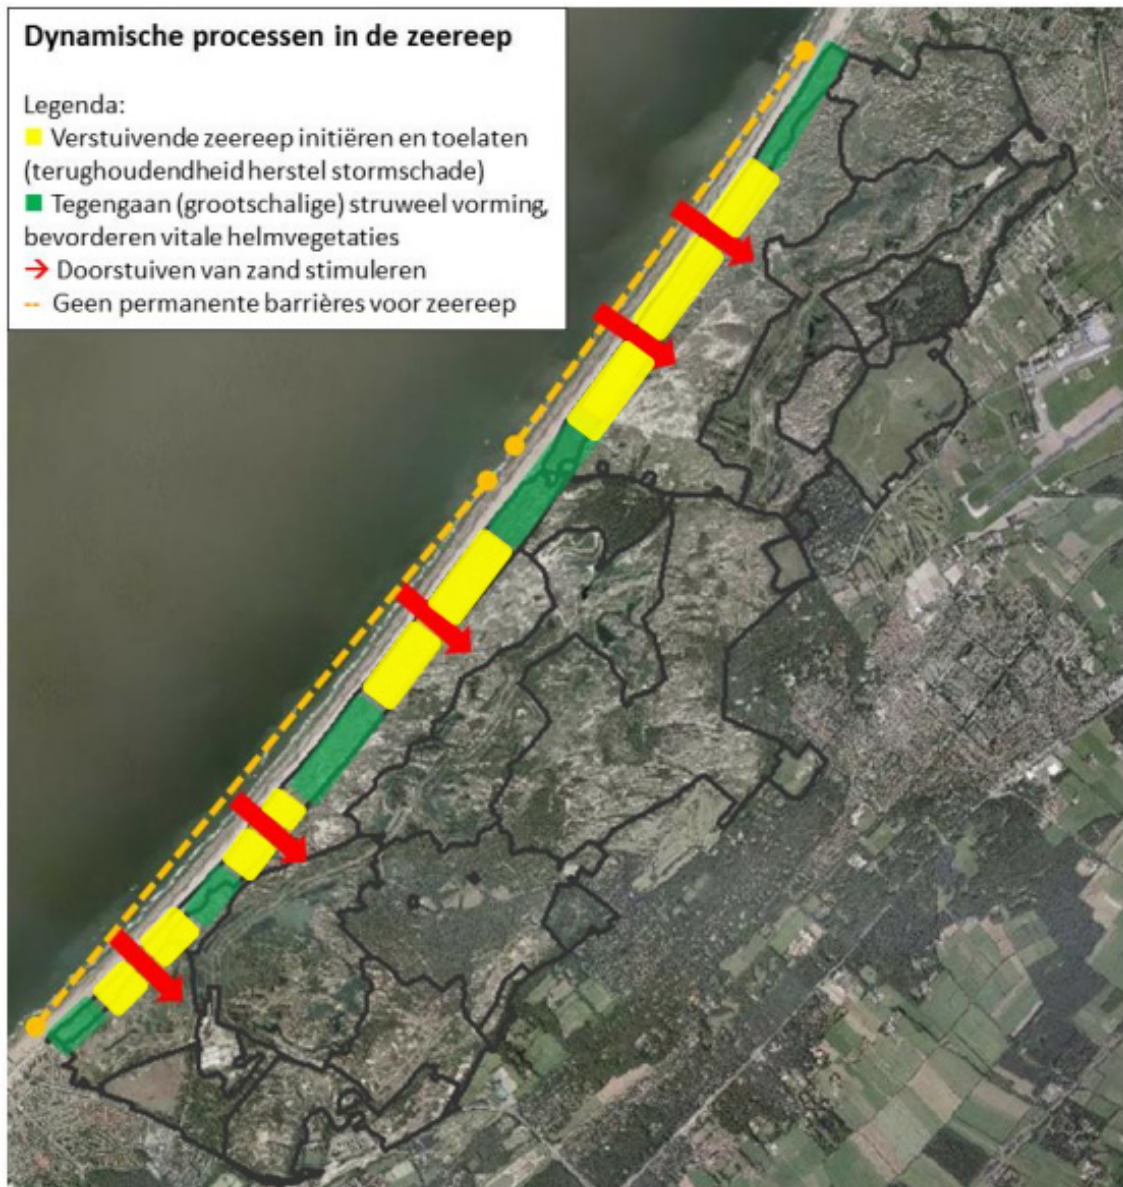 Dynamische processen in de zeereep
Legenda:
Verstuivende zeereep initiëren en toelaten
(terughoudendheid herstel stormschade)
Tegengaan (grootschalige) struweel vorming,
bevorderen vitale helmvegetaties
Doorstuiven van zand stimuleren
Geen permanente barrières voor zeereep